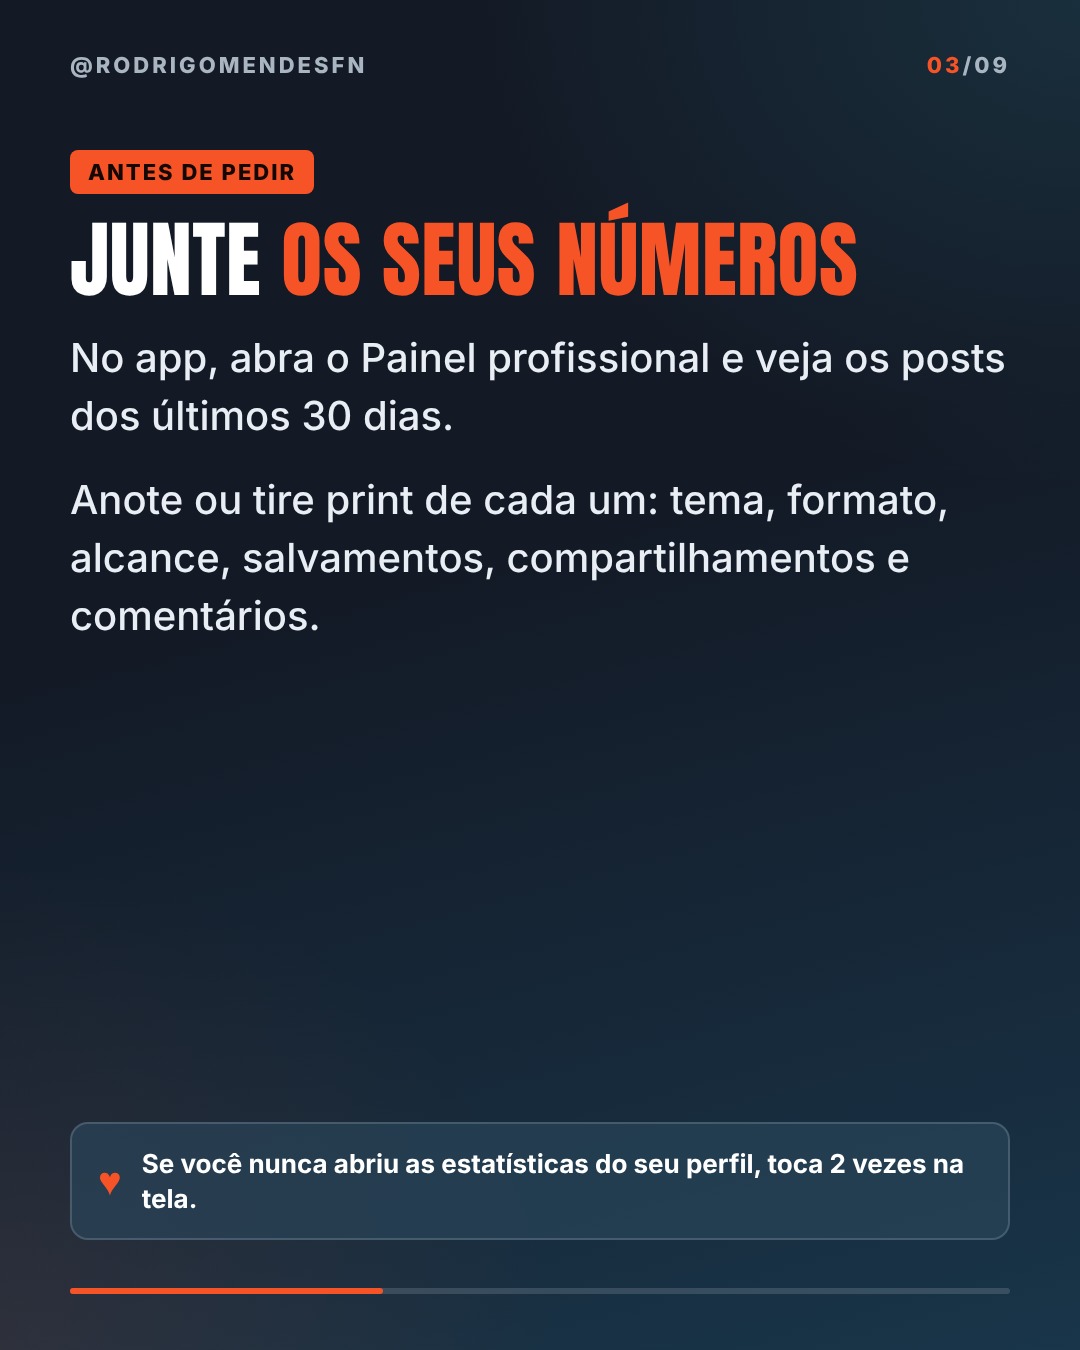 @RODRIGOMENDESFN
03/09
ANTES DE PEDIR
JUNTE OS SEUS NÚMEROS
No app, abra o Painel profissional e veja os posts
dos últimos 30 dias.
Anote ou tire print de cada um: tema, formato,
alcance, salvamentos, compartilhamentos e
comentários.
♥ Se você nunca abriu as estatísticas do seu perfil, toca 2 vezes na
tela.